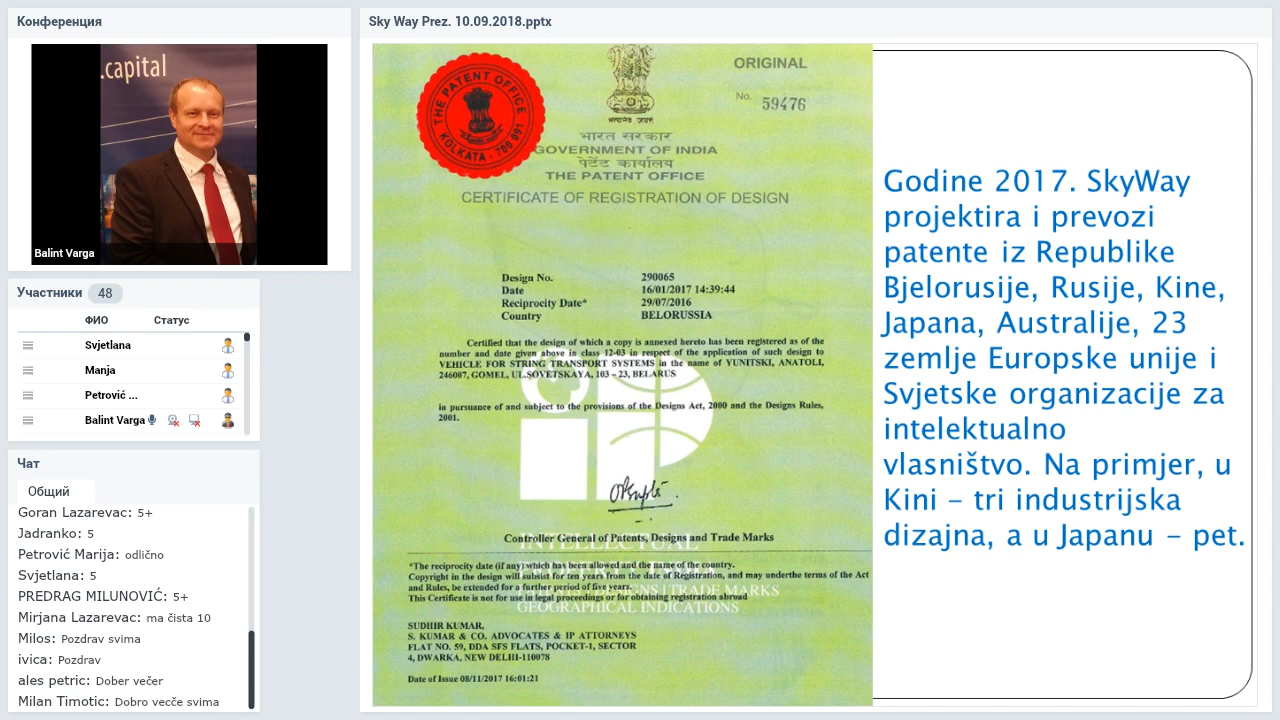 Конференция
.capital
Balint Varga
Участники 48
ФИО Статус
Svjetlana
Manja
Petrović ...
Balint Varga
Чат
Общий
Goran Lazarevac: 5+
Jadranko: 5
Petrović Marija: odlično
Svjetlana: 5
PREDRAG MILUNOVIĆ: 5+
Mirjana Lazarevac: ma čista 10
Milos: Pozdrav svima
ivica: Pozdrav
ales petric: Dober večer
Milan Timotic: Dobro vecče svima
Sky Way Prez. 10.09.2018.pptx
THE PATENT OFFICE
KOLKATA - 700 091
सत्यमेव जयते
ORIGINAL
No. 59476
भारत सरकार
GOVERNMENT OF INDIA
पेटेंट कार्यालय
THE PATENT OFFICE
CERTIFICATE OF REGISTRATION OF DESIGN
Design No. 290065
Date 16/01/2017 14:39:44
Reciprocity Date* 29/07/2016
Country BELORUSSIA
Certified that the design of which a copy is annexed hereto has been registered as of the
number and date given above in class 12-03 in respect of the application of such design to
VEHICLE FOR STRING TRANSPORT SYSTEMS in the name of YUNITSKI, ANATOLI,
246007, GOMEL, UL.SOVETSKAYA, 103 – 23, BELARUS
in pursuance of and subject to the provisions of the Designs Act, 2000 and the Designs Rules,
2001.
Controller General of Patents, Designs and Trade Marks
INTELLECTUAL
*The reciprocity date (if any) which has been allowed and the name of the country.
Copyright in the design will subsist for ten years from the date of Registration, and may underthe terms of the Act
and Rules, be extended for a further period of five years.
This Certificate is not for use in legal proceedings or for obtaining registration abroad
GEOGRAPHICAL INDICATIONS
SUDHIR KUMAR,
S. KUMAR & CO. ADVOCATES & IP ATTORNEYS
FLAT NO. 59, DDA SFS FLATS, POCKET-1, SECTOR
4, DWARKA, NEW DELHI-110078
Date of Issue 08/11/2017 16:01:21
Godine 2017. SkyWay
projektira i prevozi
patente iz Republike
Bjelorusije, Rusije, Kine,
Japana, Australije, 23
zemlje Europske unije i
Svjetske organizacije za
intelektualno
vlasništvo. Na primjer, u
Kini – tri industrijska
dizajna, a u Japanu – pet.